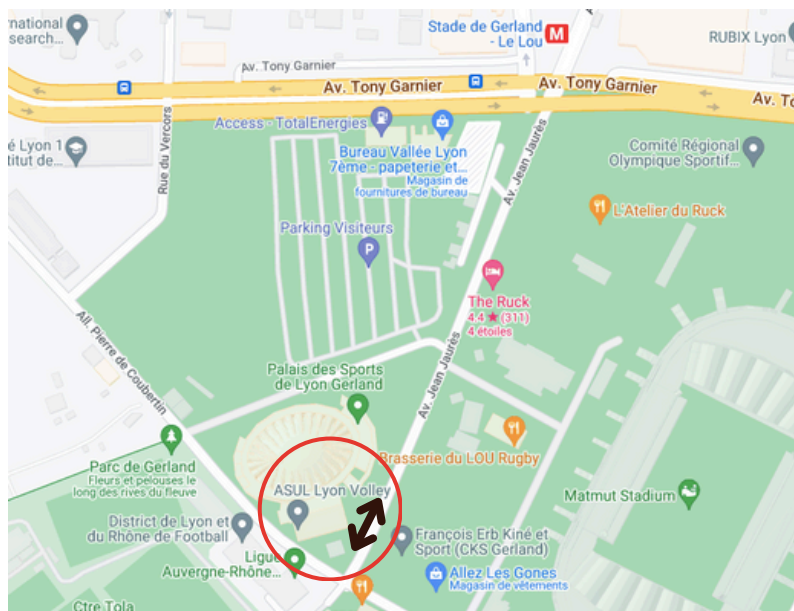 rnational
search...
Stade de Gerland
- Le Lou
M
RUBIX Lyon
Av. Tony Garnier
Av. Tony Garnier
Av. Tony Garnier
Av. To
Access - TotalEnergies
é Lyon 1
titut de...
Rue du Vercors
Bureau Vallée Lyon
7ème - papeterie et...
Magasin de
fournitures de bureau
Av. Jean Jaurès
Comité Régional
Olympique Sportif...
L'Atelier du Ruck
Parking Visiteurs
P
The Ruck
4.4 ★ (311)
4 étoiles
All. Pierre de Coubertin
Palais des Sports
de Lyon Gerland
Av. Jean Jaurès
Brasserie du LOU Rugby
Parc de Gerland
Fleurs et pelouses le
long des rives du fleuve
ASUL Lyon Volley
Matmut Stadium
District de Lyon et
du Rhône de Football
François Erb Kiné et
Sport (CKS Gerland)
Ligue
Auvergne-Rhône...
Allez Les Gones
Magasin de vêtements
Ctre Tola